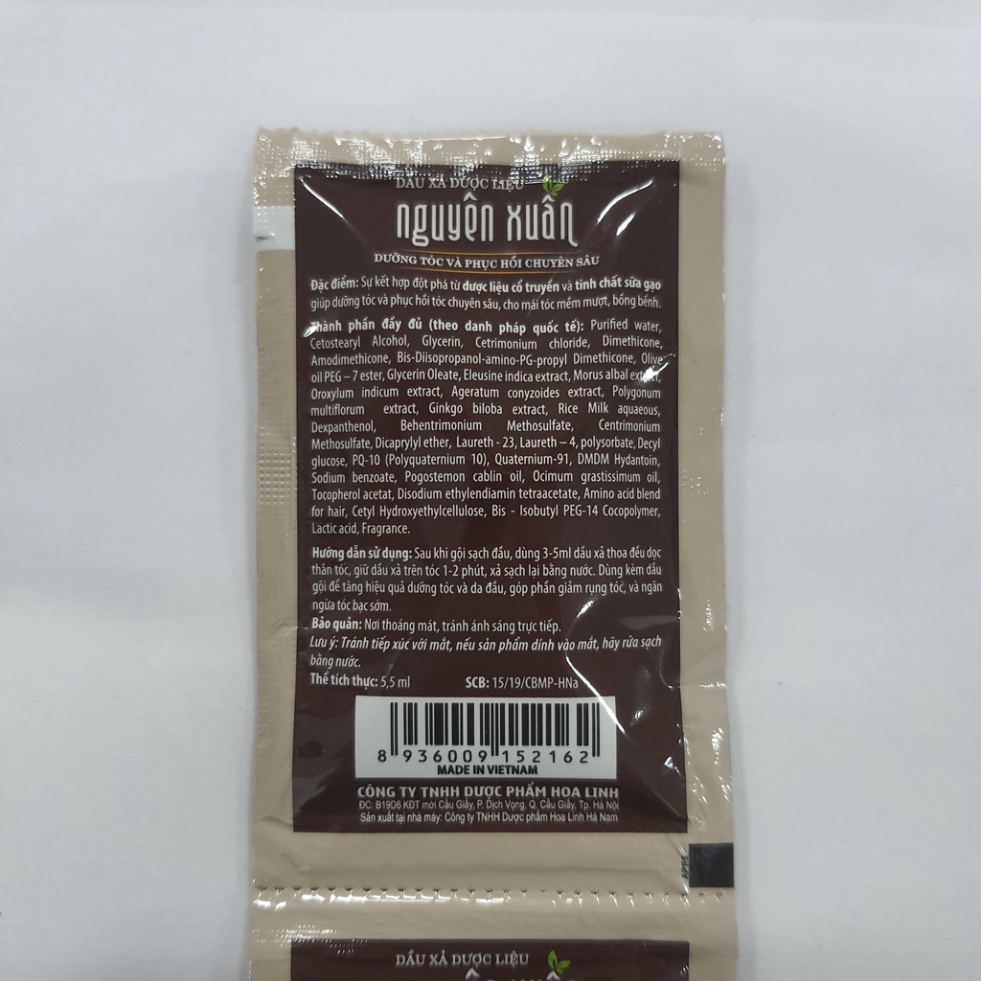 DẦU XẢ DƯỢC LIỆU
nguyên xuân
DƯỠNG TÓC VÀ PHỤC HỒI CHUYÊN SÂU
Đặc điểm: Sự kết hợp đột phá từ dược liệu cổ truyền và tinh chất sữa gạo
giúp dưỡng tóc và phục hồi tóc chuyên sâu, cho mái tóc mềm mượt, bồng bềnh.
Thành phần đầy đủ (theo danh pháp quốc tế): Purified water,
Cetostearyl Alcohol, Glycerin, Cetrimonium chloride, Dimethicone,
Amodimethicone, Bis-Diisopropanol-amino-PG-propyl Dimethicone, Olive
oil PEG – 7 ester, Glycerin Oleate, Eleusine indica extract, Morus albal extract,
Oroxylum indicum extract, Ageratum conyzoides extract, Polygonum
multiflorum extract, Ginkgo biloba extract, Rice Milk aquaeous,
Dexpanthenol, Behentrimonium Methosulfate, Centrimonium
Methosulfate, Dicaprylyl ether, Laureth - 23, Laureth – 4, polysorbate, Decyl
glucose, PQ-10 (Polyquaternium 10), Quaternium-91, DMDM Hydantoin,
Sodium benzoate, Pogostemon cablin oil, Ocimum grastissimum oil,
Tocopherol acetat, Disodium ethylendiamin tetraacetate, Amino acid blend
for hair, Cetyl Hydroxyethylcellulose, Bis - Isobutyl PEG-14 Cocopolymer,
Lactic acid, Fragrance.
Hướng dẫn sử dụng: Sau khi gội sạch đầu, dùng 3-5ml dầu xả thoa đều dọc
thân tóc, giữ dầu xả trên tóc 1-2 phút, xả sạch lại bằng nước. Dùng kèm dầu
gội để tăng hiệu quả dưỡng tóc và da đầu, góp phần giảm rụng tóc, và ngăn
ngừa tóc bạc sớm.
Bảo quản: Nơi thoáng mát, tránh ánh sáng trực tiếp.
Lưu ý: Tránh tiếp xúc với mắt, nếu sản phẩm dính vào mắt, hãy rửa sạch
bằng nước.
Thể tích thực: 5,5 ml SCB: 15/19/CBMP-HNa
8 936009 152162
MADE IN VIETNAM
CÔNG TY TNHH DƯỢC PHẨM HOA LINH
ĐC: B19D6 KĐT mới Cầu Giấy, P. Dịch Vọng, Q. Cầu Giấy, Tp. Hà Nội
Sản xuất tại nhà máy: Công ty TNHH Dược phẩm Hoa Linh Hà Nam
DẦU XẢ DƯỢC LIỆU